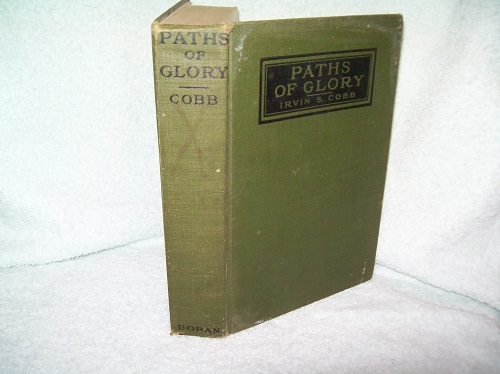 PATHS
OF
GLORY
COBB
DORAN
PATHS
OF GLORY
IRVIN S. COBB